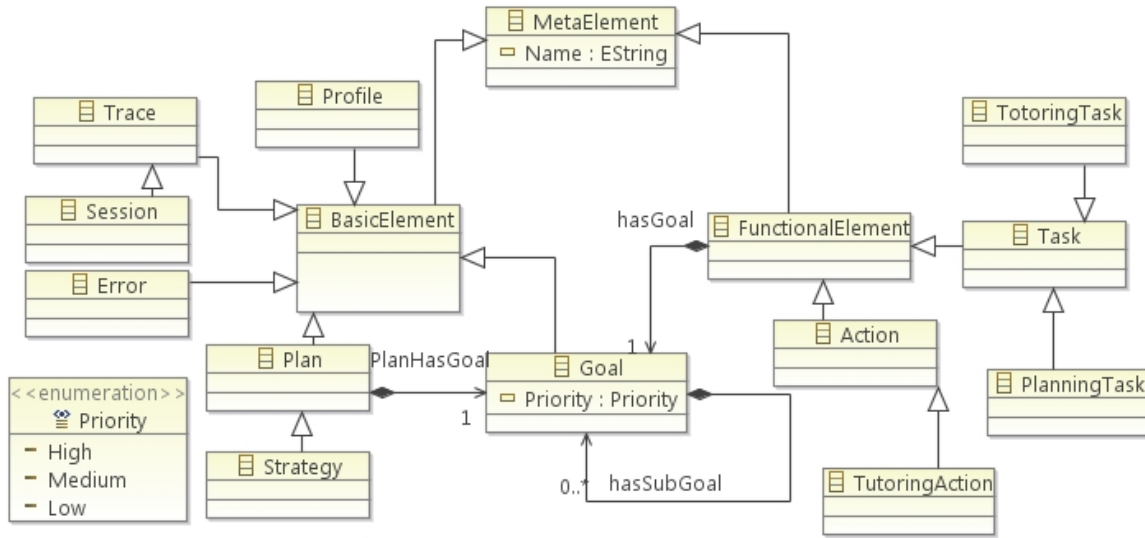 MetaElement
Name : EString
Profile
Trace
TotoringTask
Session
BasicElement
hasGoal
FunctionalElement
Task
Error
Plan
PlanHasGoal
1
Goal
Action
<<enumeration>>
Priority
Priority : Priority
PlanningTask
1
High
Medium
Low
Strategy
0..*
hasSubGoal
TutoringAction